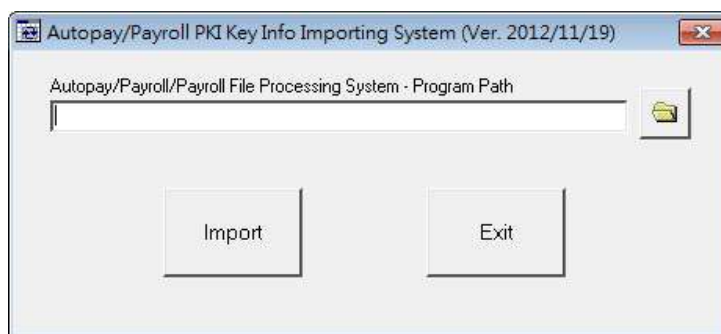 Autopay/Payroll PKI Key Info Importing System (Ver. 2012/11/19)
Autopay/Payroll/Payroll File Processing System - Program Path
Import
Exit